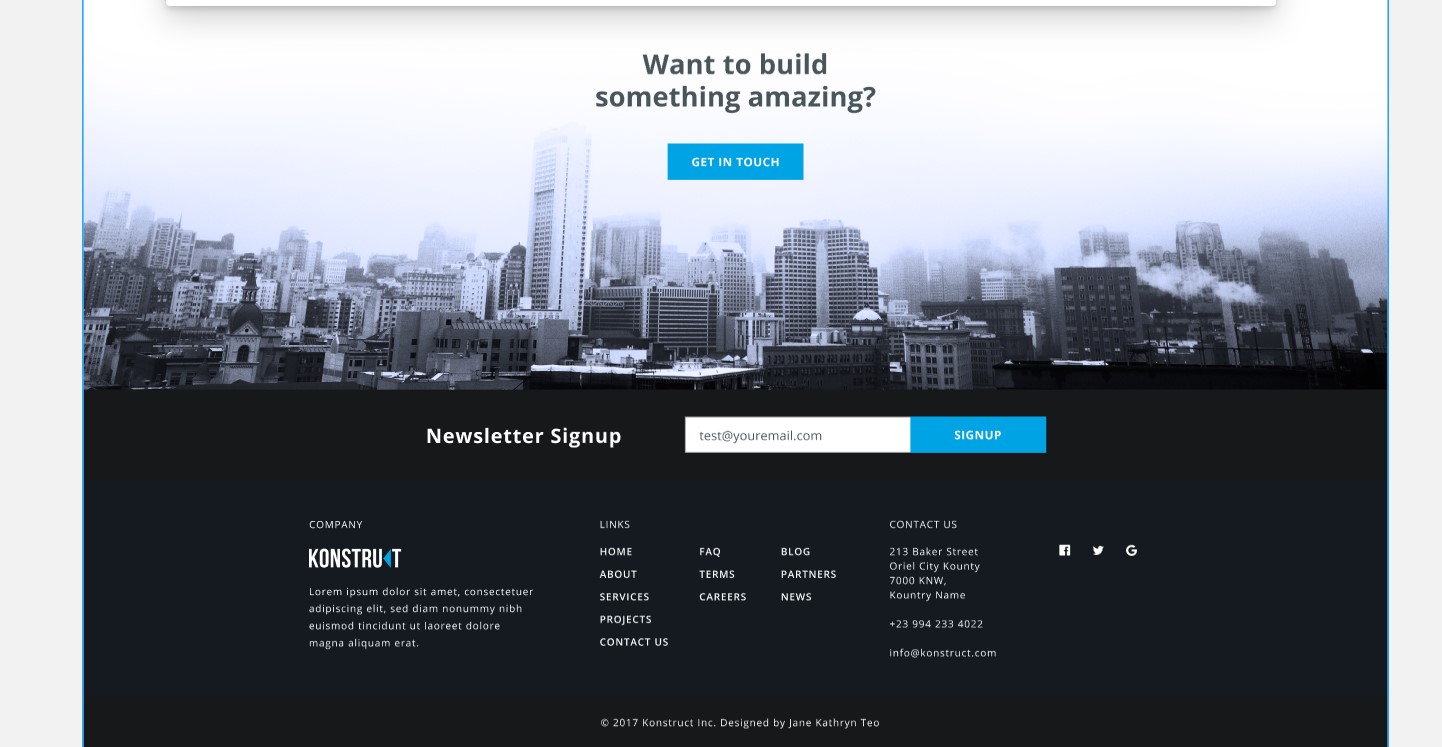 Want to build
something amazing?
GET IN TOUCH
Newsletter Signup
test@youremail.com
SIGNUP
COMPANY
KONSTRUKT
Lorem ipsum dolor sit amet, consectetuer
adipiscing elit, sed diam nonummy nibh
euismod tincidunt ut laoreet dolore
magna aliquam erat.
LINKS
HOME
ABOUT
SERVICES
PROJECTS
CONTACT US
FAQ
TERMS
CAREERS
BLOG
PARTNERS
NEWS
CONTACT US
213 Baker Street
Oriel City Kounty
7000 KNW,
Kountry Name
+23 994 233 4022
info@konstruct.com
© 2017 Konstruct Inc. Designed by Jane Kathryn Teo